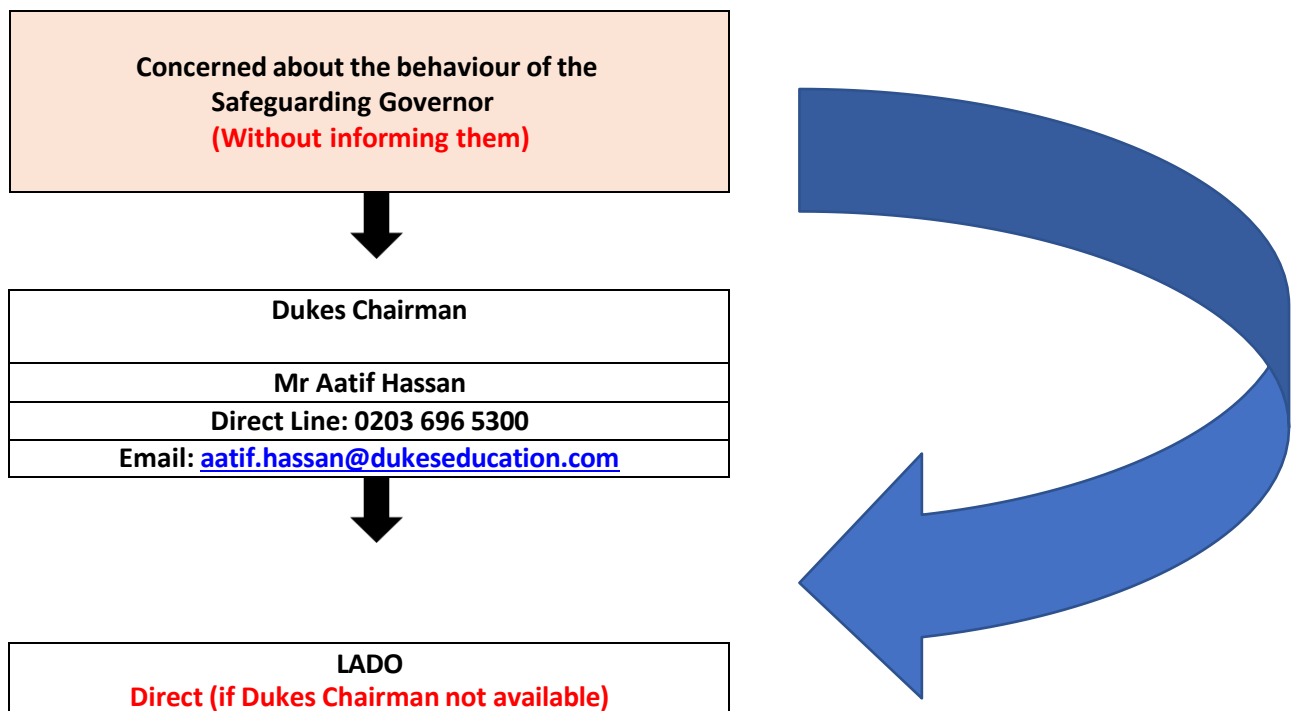 Concerned about the behaviour of the
Safeguarding Governor
(Without informing them)
Dukes Chairman
Mr Aatif Hassan
Direct Line: 0203 696 5300
Email: aatif.hassan@dukeseducation.com
LADO
Direct (if Dukes Chairman not available)